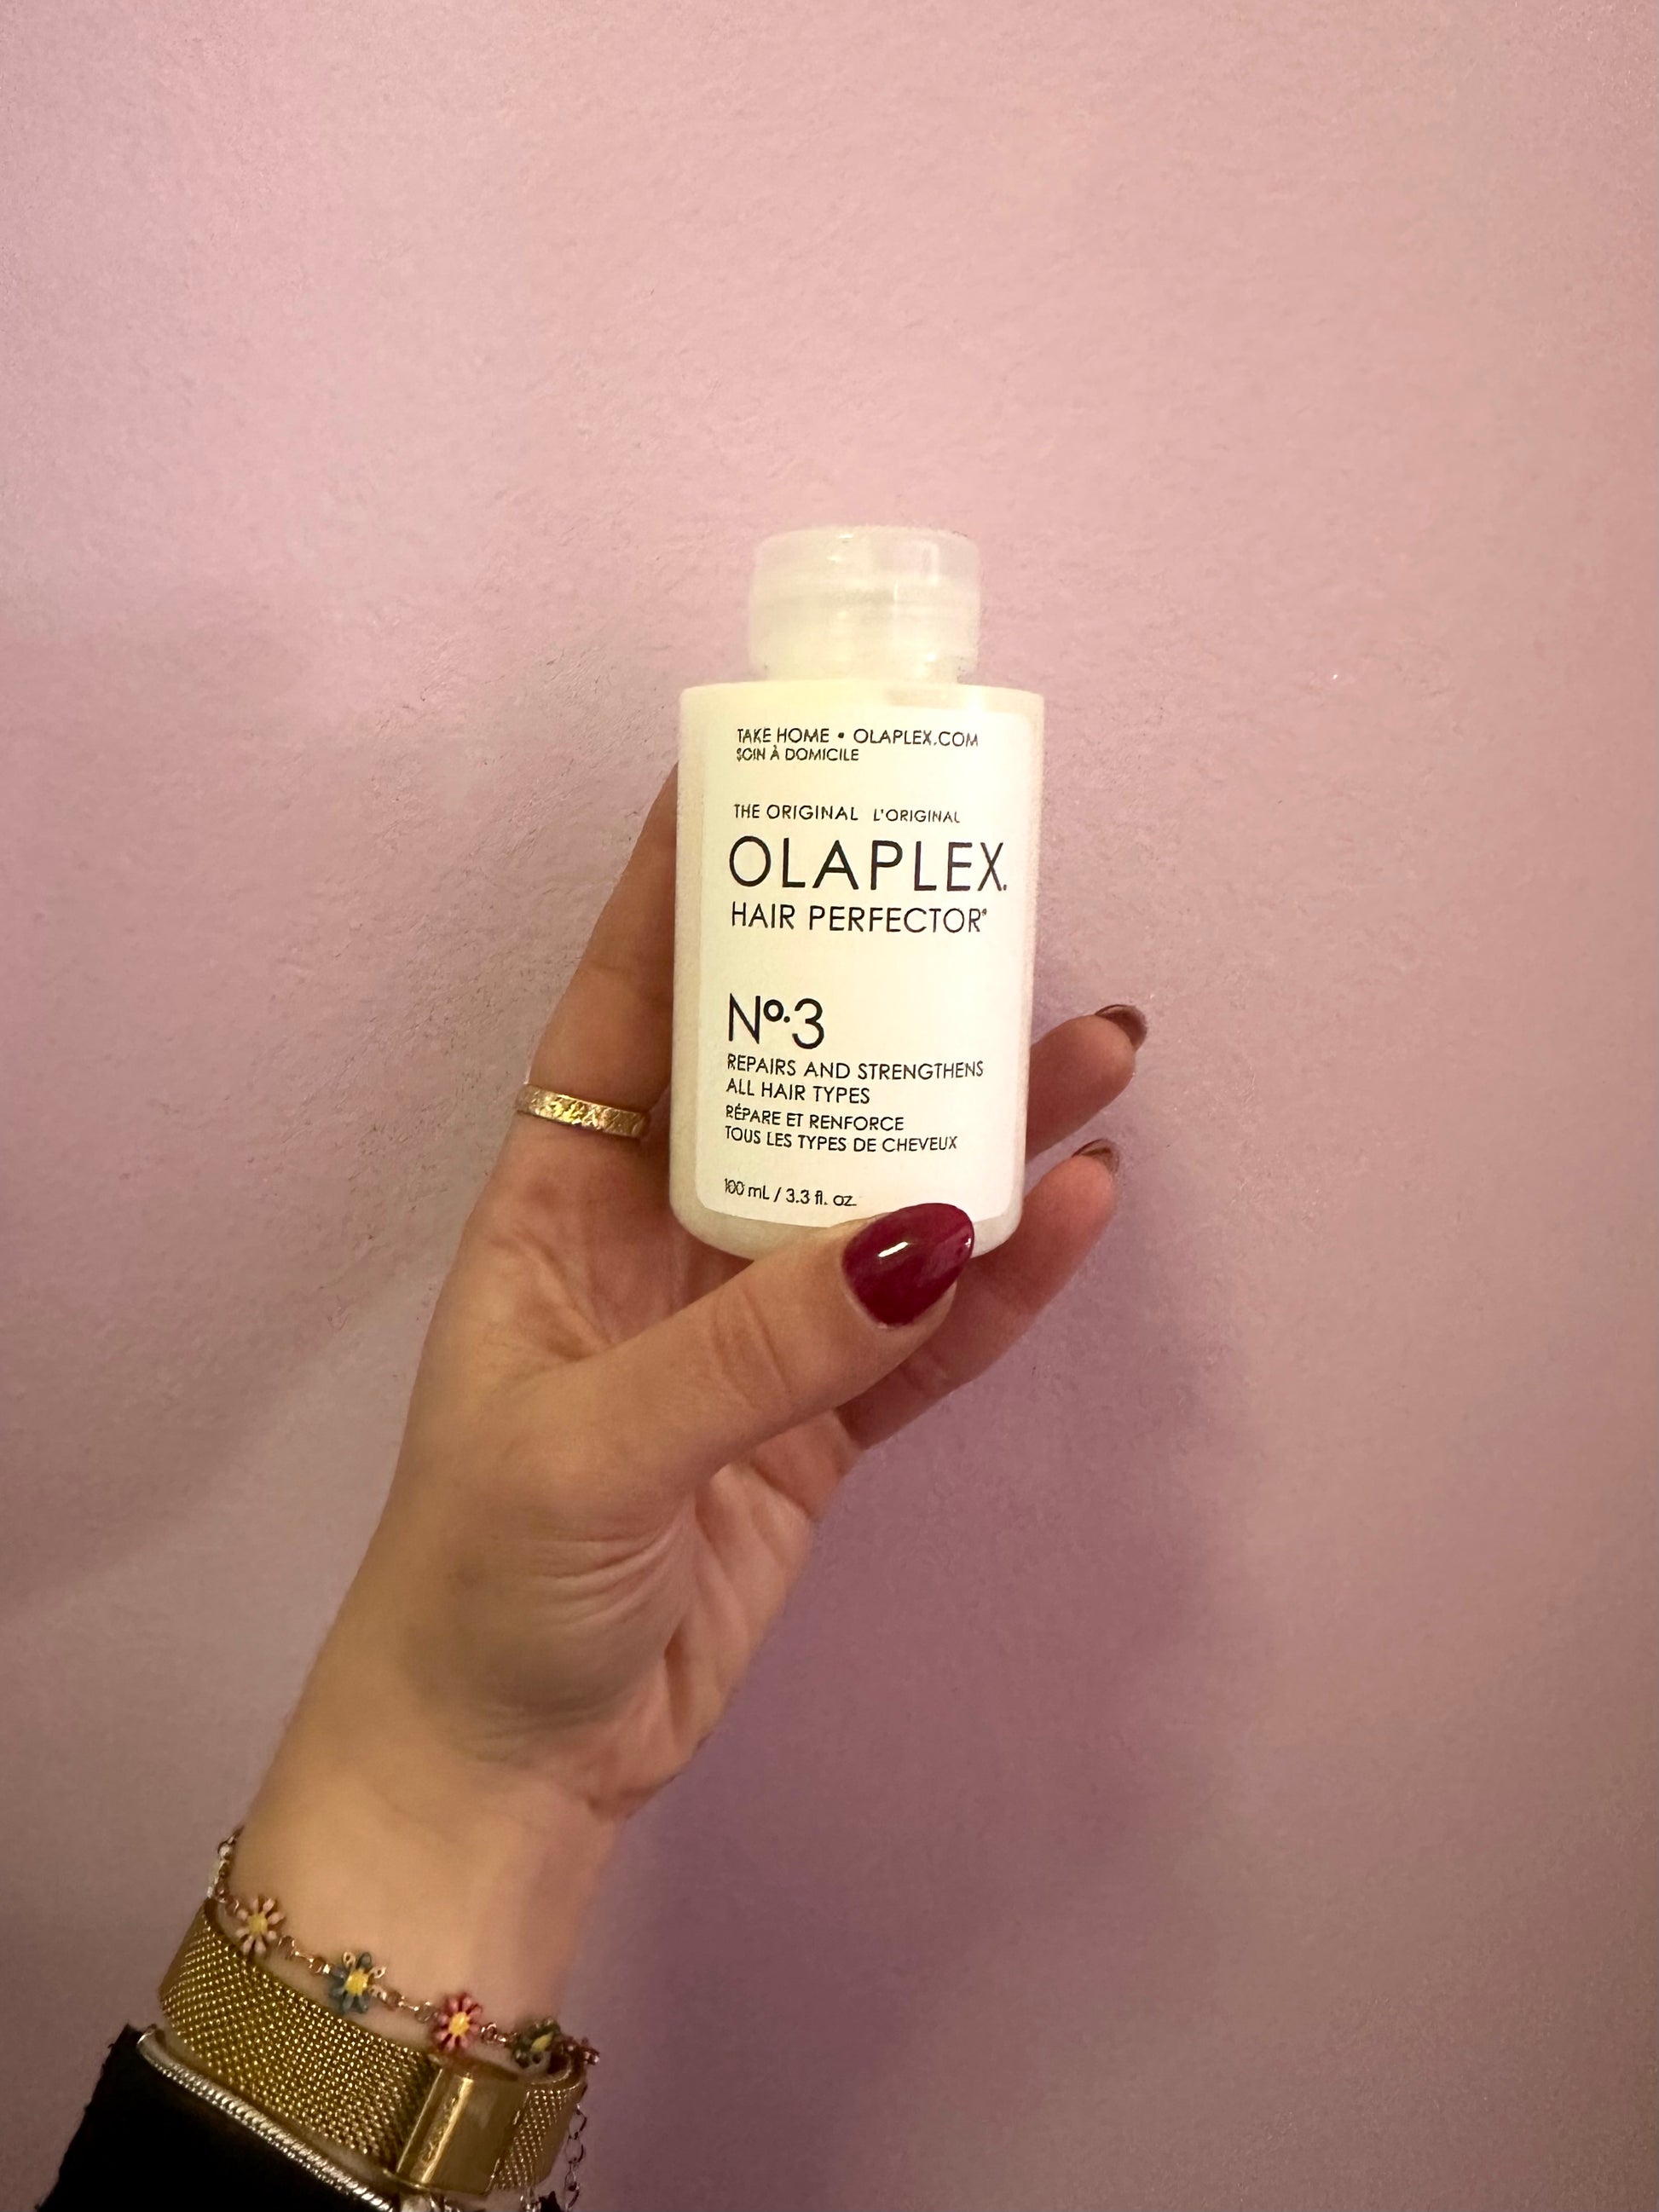 TAKE HOME • OLAPLEX.COM
SOIN À DOMICILE
THE ORIGINAL L'ORIGINAL
OLAPLEX.
HAIR PERFECTOR®
Nº.3
REPAIRS AND STRENGTHENS
ALL HAIR TYPES
RÉPARE ET RENFORCE
TOUS LES TYPES DE CHEVEUX
100 mL / 3.3 fl. oz.